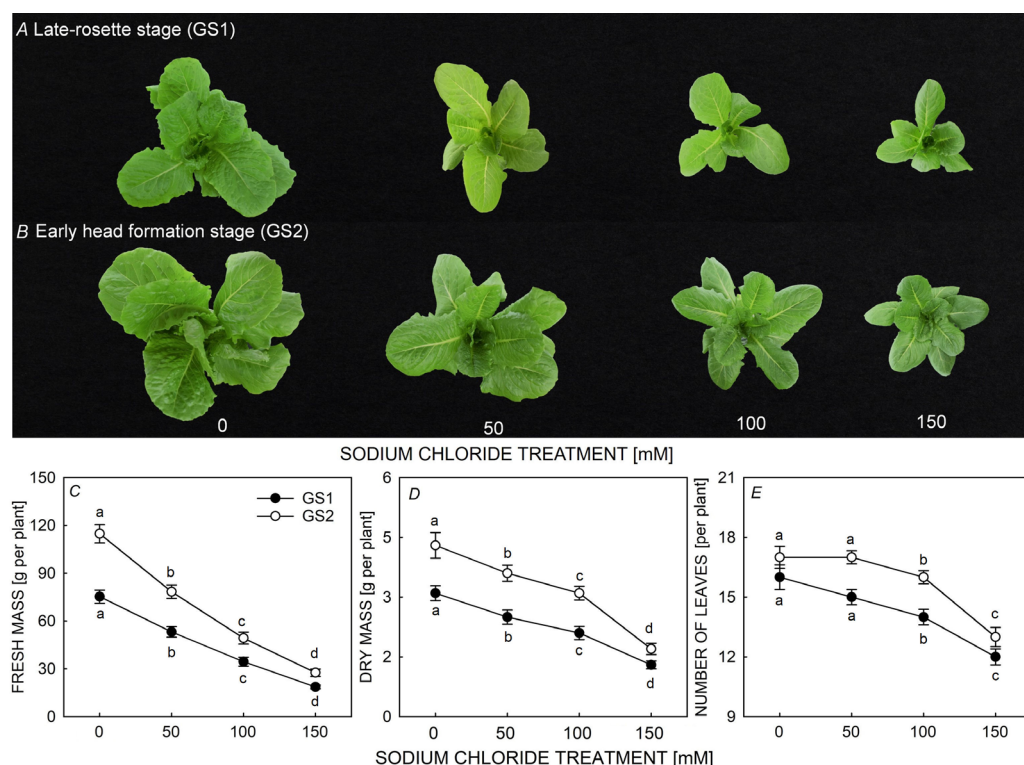 A Late-rosette stage (GS1)
B Early head formation stage (GS2)
0 50 100 150
SODIUM CHLORIDE TREATMENT [mM]
FRESH MASS [g per plant]
150
120
90
60
30
0
C
GS1
GS2
a
b
c
d
a
b
c
d
0 50 100 150
DRY MASS [g per plant]
6
5
3
2
0
D
a
b
c
d
a
b
c
d
0 50 100 150
NUMBER OF LEAVES [per plant]
21
18
15
12
9
E
a
a
b
c
a
a
b
c
0 50 100 150
SODIUM CHLORIDE TREATMENT [mM]